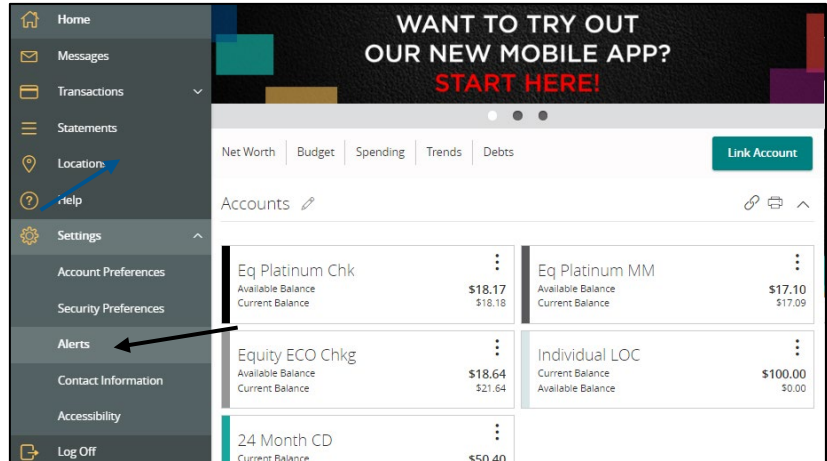 Home
Messages
Transactions
Statements
Locations
Help
Settings
Account Preferences
Security Preferences
Alerts
Contact Information
Accessibility
Log Off
WANT TO TRY OUT
OUR NEW MOBILE APP?
START HERE!
Net Worth Budget Spending Trends Debts
Link Account
Accounts
Eq Platinum Chk
Available Balance $18.17
Current Balance $18.18
Eq Platinum MM
Available Balance $17.10
Current Balance $17.09
Equity ECO Chkg
Available Balance $18.64
Current Balance $21.64
Individual LOC
Current Balance $100.00
Available Balance $0.00
24 Month CD
Current Balance $50.40